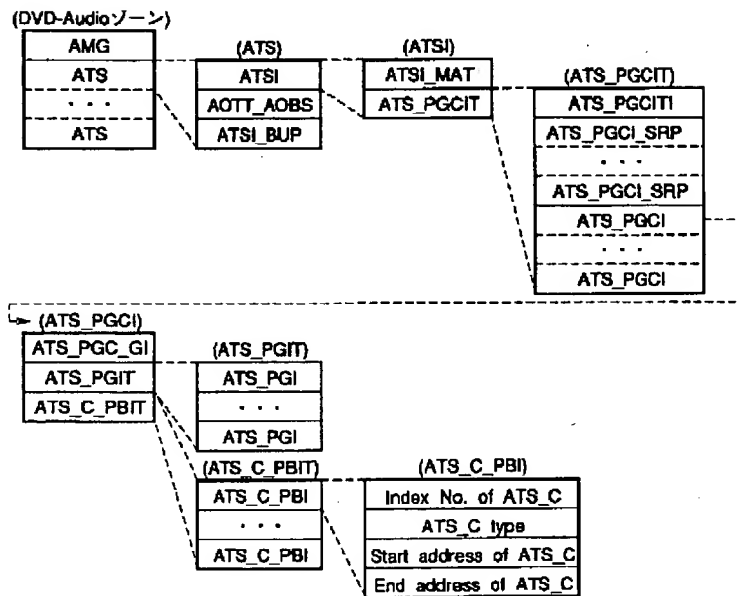 (DVD-Audioゾーン)
AMG
ATS
・・・
ATS
(ATS)
ATSI
AOTT_AOBS
ATSI_BUP
(ATSI)
ATSI_MAT
ATS_PGCIT
(ATS_PGCIT)
ATS_PGCITI
ATS_PGCI_SRP
・・・
ATS_PGCI_SRP
ATS_PGCI
・・・
ATS_PGCI
(ATS_PGCI)
ATS_PGC_GI
ATS_PGIT
ATS_C_PBIT
(ATS_PGIT)
ATS_PGI
・・・
ATS_PGI
(ATS_C_PBIT)
ATS_C_PBI
・・・
ATS_C_PBI
(ATS_C_PBI)
Index No. of ATS_C
ATS_C type
Start address of ATS_C
End address of ATS_C